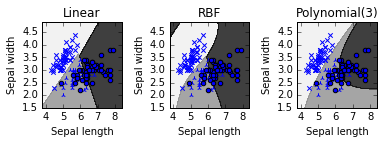 Linear
RBF
Polynomial(3)
Sepal width
4.5
4.0
3.5
3.0
2.5
2.0
1.5
4 5 6 7 8
Sepal length
Sepal width
4.5
4.0
3.5
3.0
2.5
2.0
1.5
4 5 6 7 8
Sepal length
Sepal width
4.5
4.0
3.5
3.0
2.5
2.0
1.5
4 5 6 7 8
Sepal length